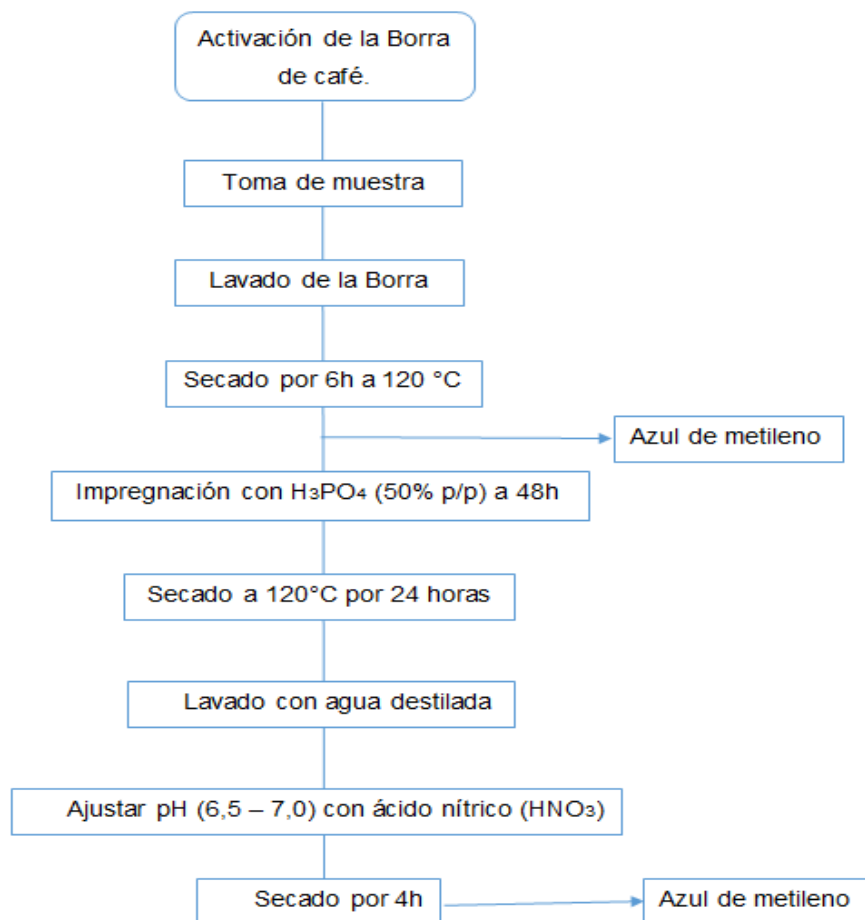 Activación de la Borra
de café.
Toma de muestra
Lavado de la Borra
Secado por 6h a 120 °C
Azul de metileno
Impregnación con H₃PO₄ (50% p/p) a 48h
Secado a 120°C por 24 horas
Lavado con agua destilada
Ajustar pH (6,5 – 7,0) con ácido nítrico (HNO₃)
Secado por 4h
Azul de metileno